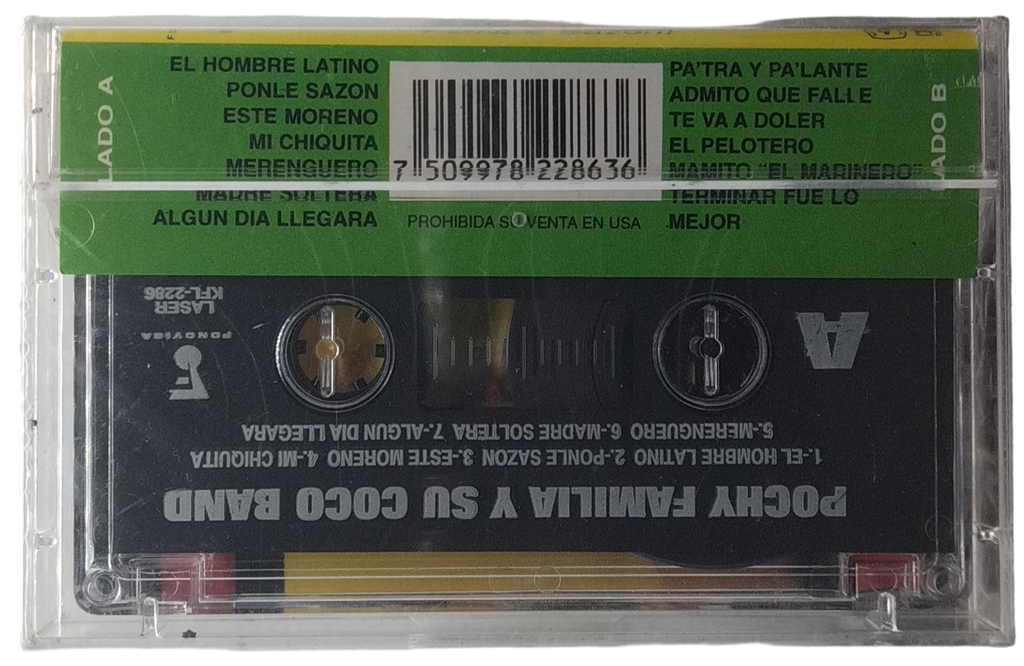 LADO A
EL HOMBRE LATINO
PONLE SAZON
ESTE MORENO
MI CHIQUITA
MERENGUERO
MADRE SOLTERA
ALGUN DIA LLEGARA
7 509978 228636
PROHIBIDA SU VENTA EN USA
PA'TRA Y PA'LANTE
ADMITO QUE FALLE
TE VA A DOLER
EL PELOTERO
MAMITO "EL MARINERO"
TERMINAR FUE LO
MEJOR
LADO B
POCHY FAMILIA Y SU COCO BAND
1.-EL HOMBRE LATINO 2.-PONLE SAZON 3.-ESTE MORENO 4.-MI CHIQUITA
5.-MERENGUERO 6.-MADRE SOLTERA 7.-ALGUN DIA LLEGARA
A
F
FONOVISA
LASER
KFL-2286